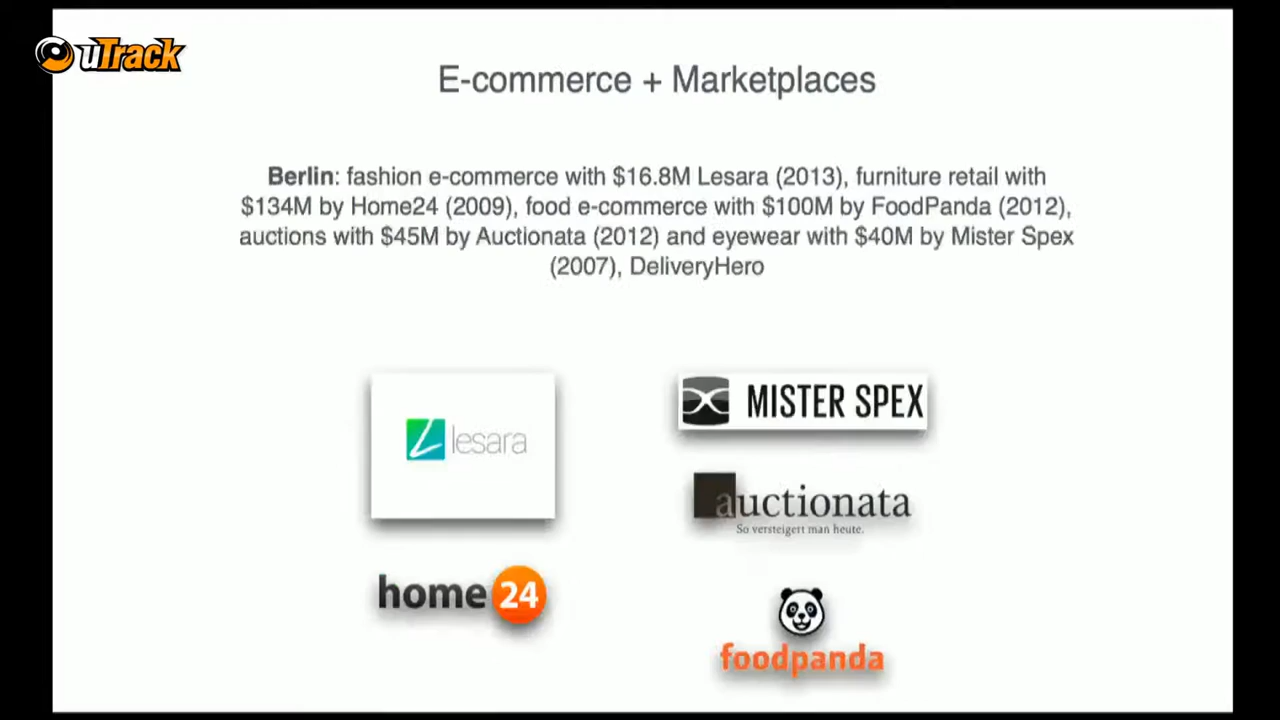 uTrack
E-commerce + Marketplaces
Berlin: fashion e-commerce with $16.8M Lesara (2013), furniture retail with
$134M by Home24 (2009), food e-commerce with $100M by FoodPanda (2012),
auctions with $45M by Auctionata (2012) and eyewear with $40M by Mister Spex
(2007), DeliveryHero
MISTER SPEX
lesara
auctionata
So versteigert man heute.
home 24
foodpanda